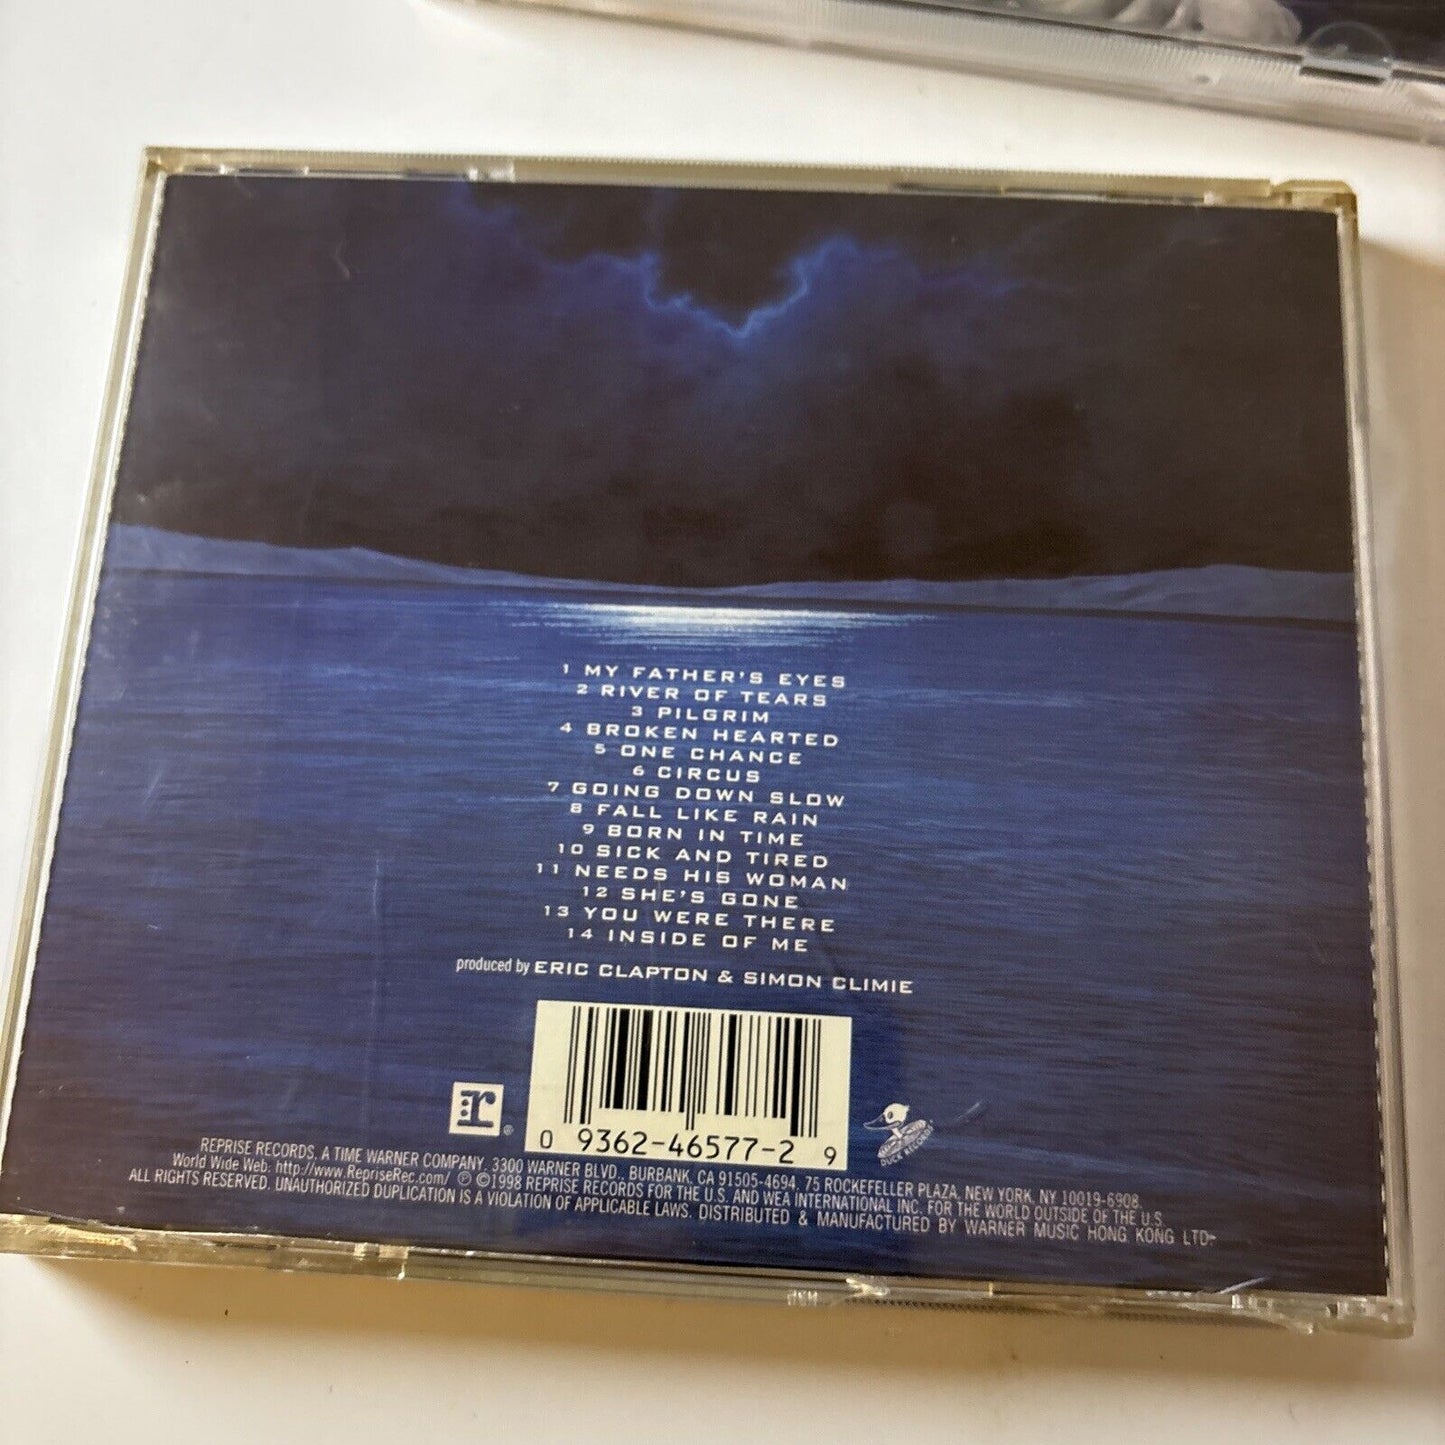 1 MY FATHER'S EYES
2 RIVER OF TEARS
3 PILGRIM
4 BROKEN HEARTED
5 ONE CHANCE
6 CIRCUS
7 GOING DOWN SLOW
8 FALL LIKE RAIN
9 BORN IN TIME
10 SICK AND TIRED
11 NEEDS HIS WOMAN
12 SHE'S GONE
13 YOU WERE THERE
14 INSIDE OF ME
produced by ERIC CLAPTON & SIMON CLIMIE
r ®
0 9362-46577-2 9
DUCK RECORDS
REPRISE RECORDS, A TIME WARNER COMPANY, 3300 WARNER BLVD., BURBANK, CA 91505-4694, 75 ROCKEFELLER PLAZA, NEW YORK, NY 10019-6908.
World Wide Web: http://www.RepriseRec.com/ ℗ ©1998 REPRISE RECORDS FOR THE U.S. AND WEA INTERNATIONAL INC. FOR THE WORLD OUTSIDE OF THE U.S.
ALL RIGHTS RESERVED. UNAUTHORIZED DUPLICATION IS A VIOLATION OF APPLICABLE LAWS. DISTRIBUTED & MANUFACTURED BY WARNER MUSIC HONG KONG LTD.